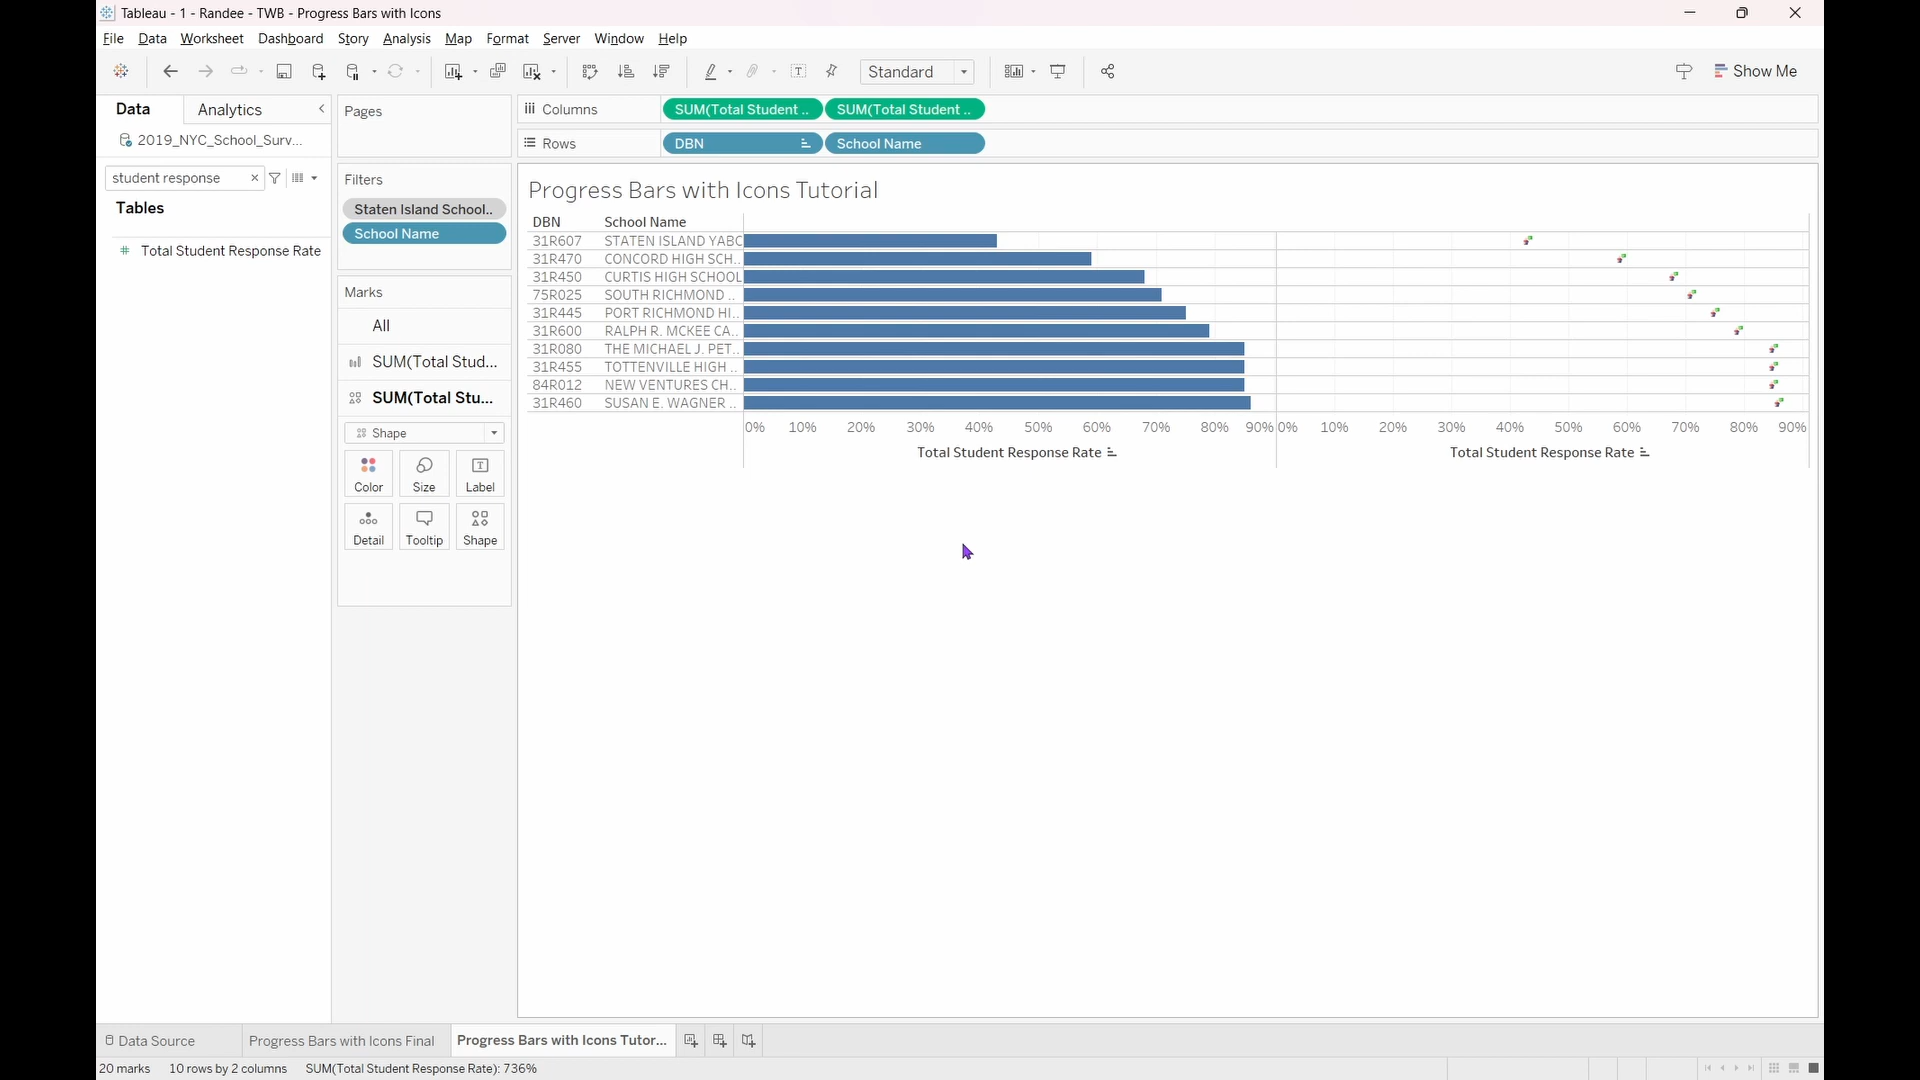 Tableau - 1 - Randee - TWB - Progress Bars with Icons
File Data Worksheet Dashboard Story Analysis Map Format Server Window Help
Standard
Show Me
Data
Analytics
2019_NYC_School_Surv...
student response
Tables
Total Student Response Rate
Pages
Filters
Staten Island School..
School Name
Marks
All
SUM(Total Stud...
SUM(Total Stu...
Shape
Color Size Label
Detail Tooltip Shape
Columns SUM(Total Student .. SUM(Total Student ..
Rows DBN School Name
Progress Bars with Icons Tutorial
DBN School Name
31R607 STATEN ISLAND YABC
31R470 CONCORD HIGH SCH..
31R450 CURTIS HIGH SCHOOL
75R025 SOUTH RICHMOND ..
31R445 PORT RICHMOND HI..
31R600 RALPH R. MCKEE CA..
31R080 THE MICHAEL J. PET..
31R455 TOTTENVILLE HIGH ..
84R012 NEW VENTURES CH..
31R460 SUSAN E. WAGNER ..
0% 10% 20% 30% 40% 50% 60% 70% 80% 90% 0% 10% 20% 30% 40% 50% 60% 70% 80% 90%
Total Student Response Rate Total Student Response Rate
Data Source Progress Bars with Icons Final Progress Bars with Icons Tutor...
20 marks 10 rows by 2 columns SUM(Total Student Response Rate): 736%